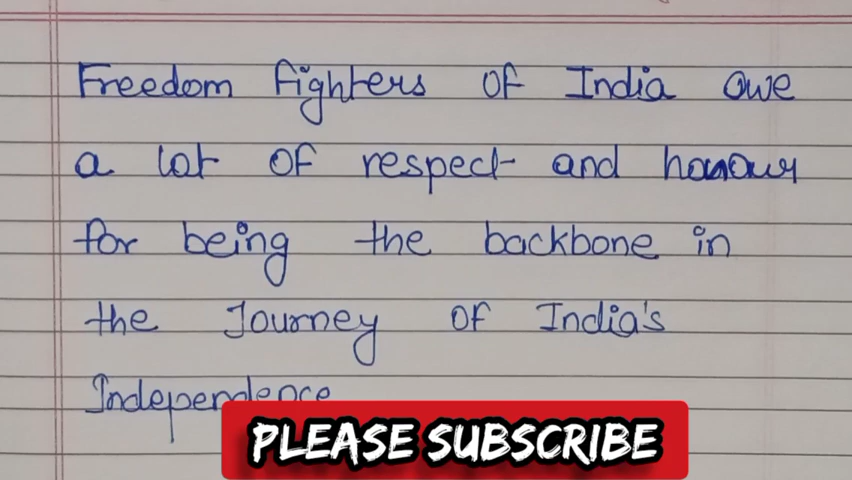 Freedom fighters of India owe
a lot of respect and honour
for being the backbone in
the Journey of India's
Independence
PLEASE SUBSCRIBE